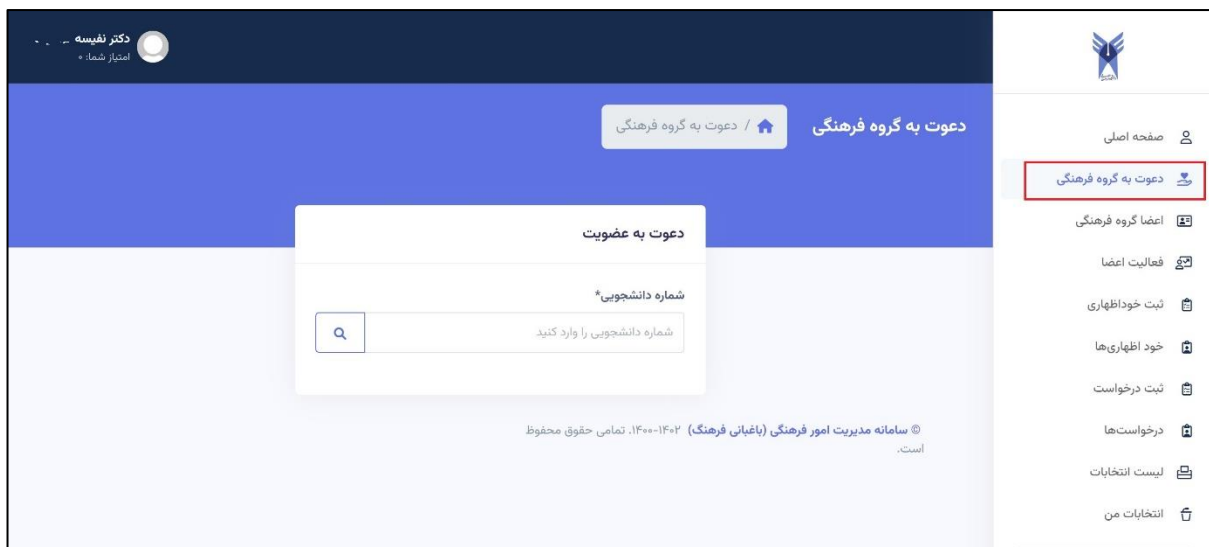 دکتر نفیسه
امتیاز شما: ۰
دعوت به گروه فرهنگی
/ دعوت به گروه فرهنگی
صفحه اصلی
دعوت به گروه فرهنگی
اعضا گروه فرهنگی
فعالیت اعضا
ثبت خوداظهاری
خود اظهاری‌ها
ثبت درخواست
درخواست‌ها
لیست انتخابات
انتخابات من
دعوت به عضویت
شماره دانشجویی*
شماره دانشجویی را وارد کنید
© سامانه مدیریت امور فرهنگی (باغبانی فرهنگ) ۱۴۰۲-۱۴۰۰. تمامی حقوق محفوظ
است.